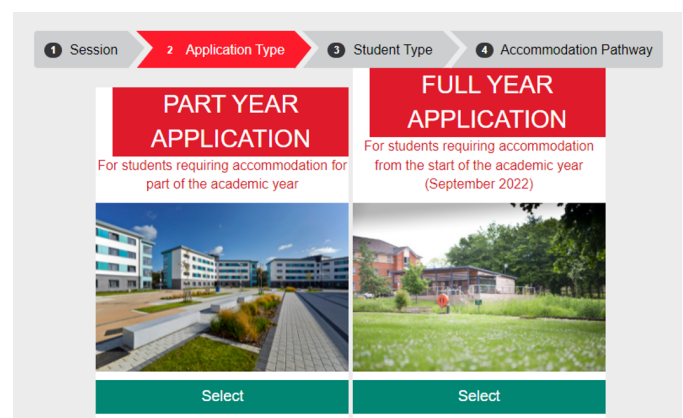 1 Session
2 Application Type
3 Student Type
4 Accommodation Pathway
PART YEAR
APPLICATION
For students requiring accommodation for
part of the academic year
Select
FULL YEAR
APPLICATION
For students requiring accommodation
from the start of the academic year
(September 2022)
Select